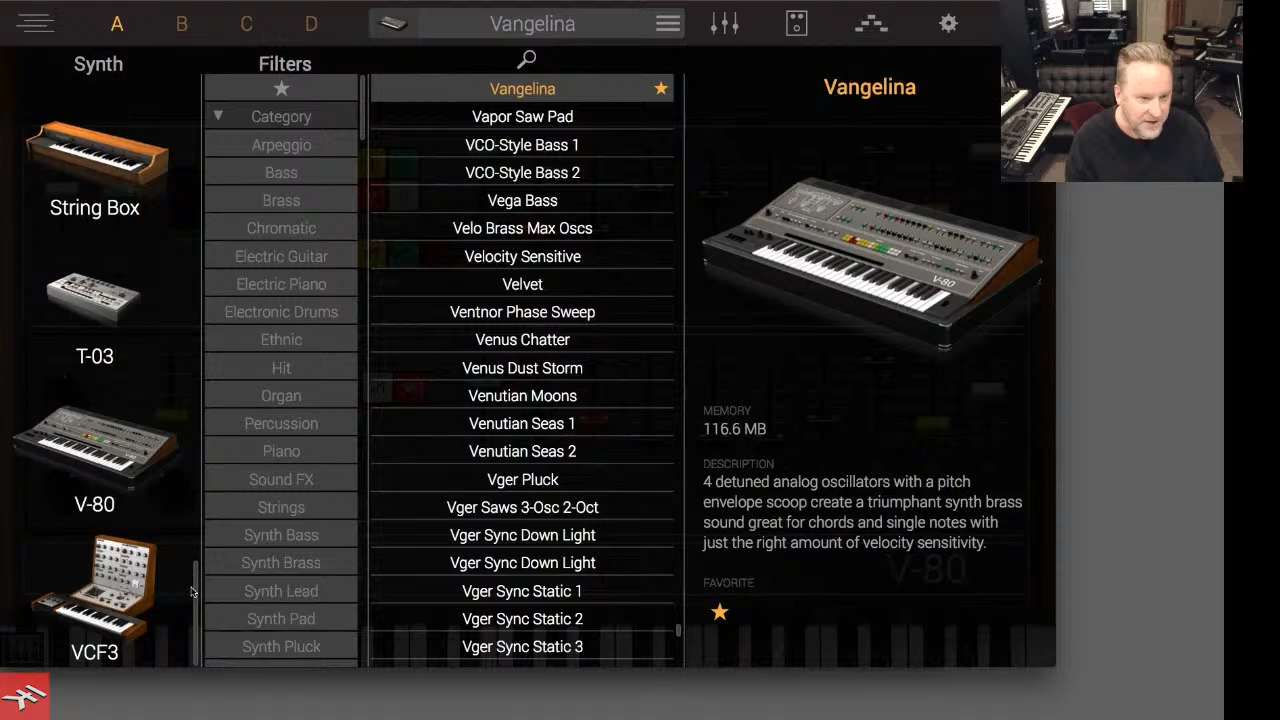 A B C D Vangelina
Synth
Filters
Vangelina
String Box
T-03
V-80
VCF3
Category
Arpeggio
Bass
Brass
Chromatic
Electric Guitar
Electric Piano
Electronic Drums
Ethnic
Hit
Organ
Percussion
Piano
Sound FX
Strings
Synth Bass
Synth Brass
Synth Lead
Synth Pad
Synth Pluck
Vangelina
Vapor Saw Pad
VCO-Style Bass 1
VCO-Style Bass 2
Vega Bass
Velo Brass Max Oscs
Velocity Sensitive
Velvet
Ventnor Phase Sweep
Venus Chatter
Venus Dust Storm
Venutian Moons
Venutian Seas 1
Venutian Seas 2
Vger Pluck
Vger Saws 3-Osc 2-Oct
Vger Sync Down Light
Vger Sync Down Light
Vger Sync Static 1
Vger Sync Static 2
Vger Sync Static 3
V-80
MEMORY
116.6 MB
DESCRIPTION
4 detuned analog oscillators with a pitch
envelope scoop create a triumphant synth brass
sound great for chords and single notes with
just the right amount of velocity sensitivity.
V-80
FAVORITE